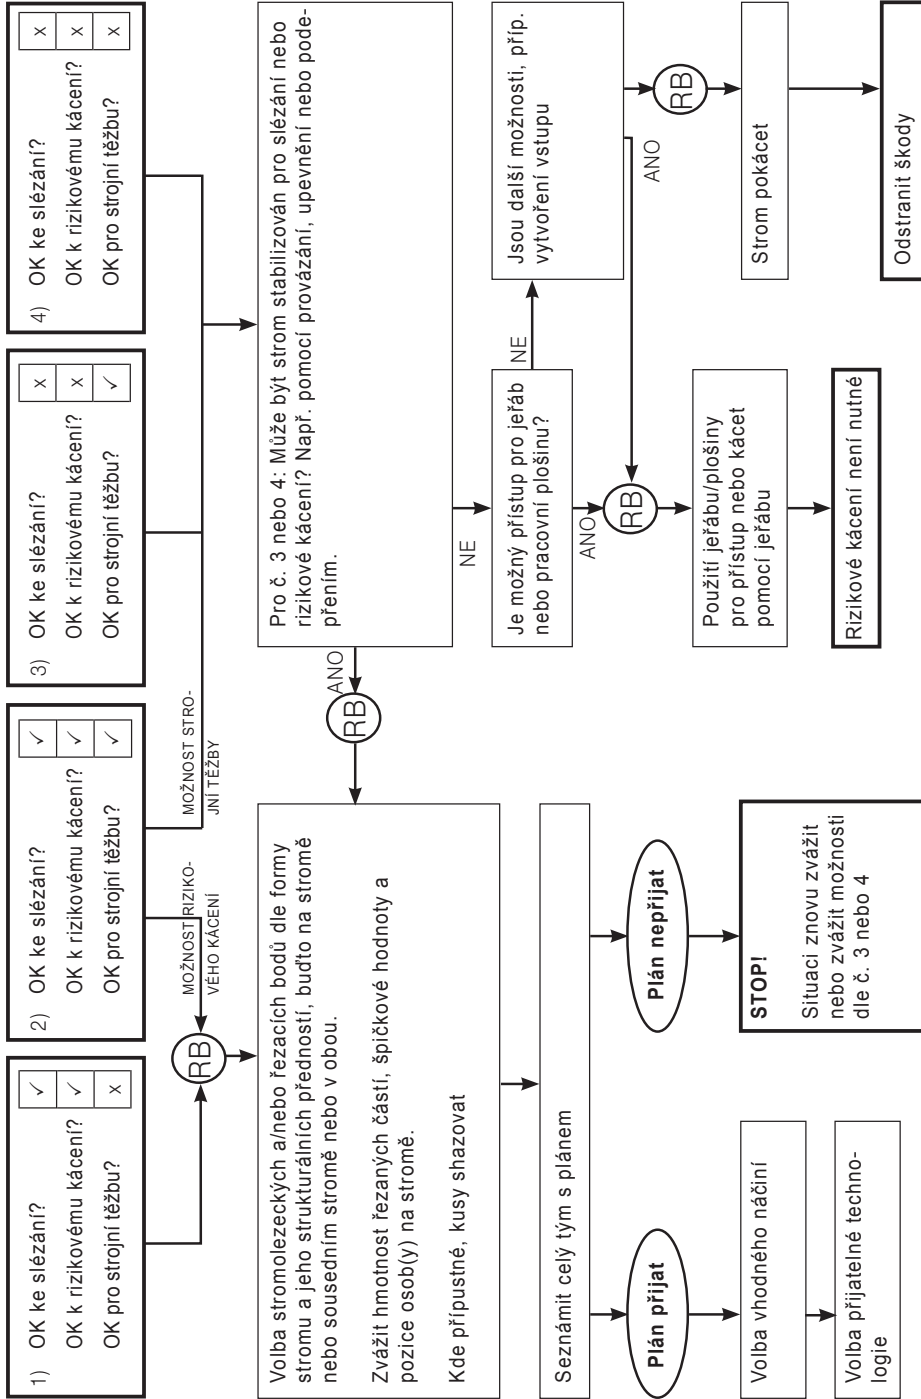 1) OK ke slézání? ✓
OK k rizikovému kácení? ✓
OK pro strojní těžbu? x
2) OK ke slézání? ✓
OK k rizikovému kácení? ✓
OK pro strojní těžbu? ✓
3) OK ke slézání? x
OK k rizikovému kácení? x
OK pro strojní těžbu? ✓
4) OK ke slézání? x
OK k rizikovému kácení? x
OK pro strojní těžbu? x
MOŽNOST RIZIKO-
VÉHO KÁCENÍ
MOŽNOST STRO-
JNÍ TĚŽBY
RB
Volba stromolezeckých a/nebo řezacích bodů dle formy
stromu a jeho strukturální předností, buďto na stromě
nebo sousedním stromě nebo v obou.
Zvážit hmotnost řezaných částí, špičkové hodnoty a
pozice osob(y) na stromě.
Kde přípustné, kusy shazovat
RB
ANO
Pro č. 3 nebo 4: Může být strom stabilizován pro slézání nebo
rizikové kácení? Např. pomocí provázání, upevnění nebo pode-
přením.
NE
Seznámit celý tým s plánem
Je možný přístup pro jeřáb
nebo pracovní plošinu?
NE
Jsou další možnosti, příp.
vytvoření vstupu
ANO
RB
ANO
RB
Plán přijat
Plán nepřijat
Volba vhodného náčiní
STOP!
Situaci znovu zvážit
nebo zvážit možnosti
dle č. 3 nebo 4
Použití jeřábu/plošiny
pro přístup nebo kácet
pomocí jeřábu
Strom pokácet
Volba přijatelné techno-
logie
Rizikové kácení není nutné
Odstranit škody